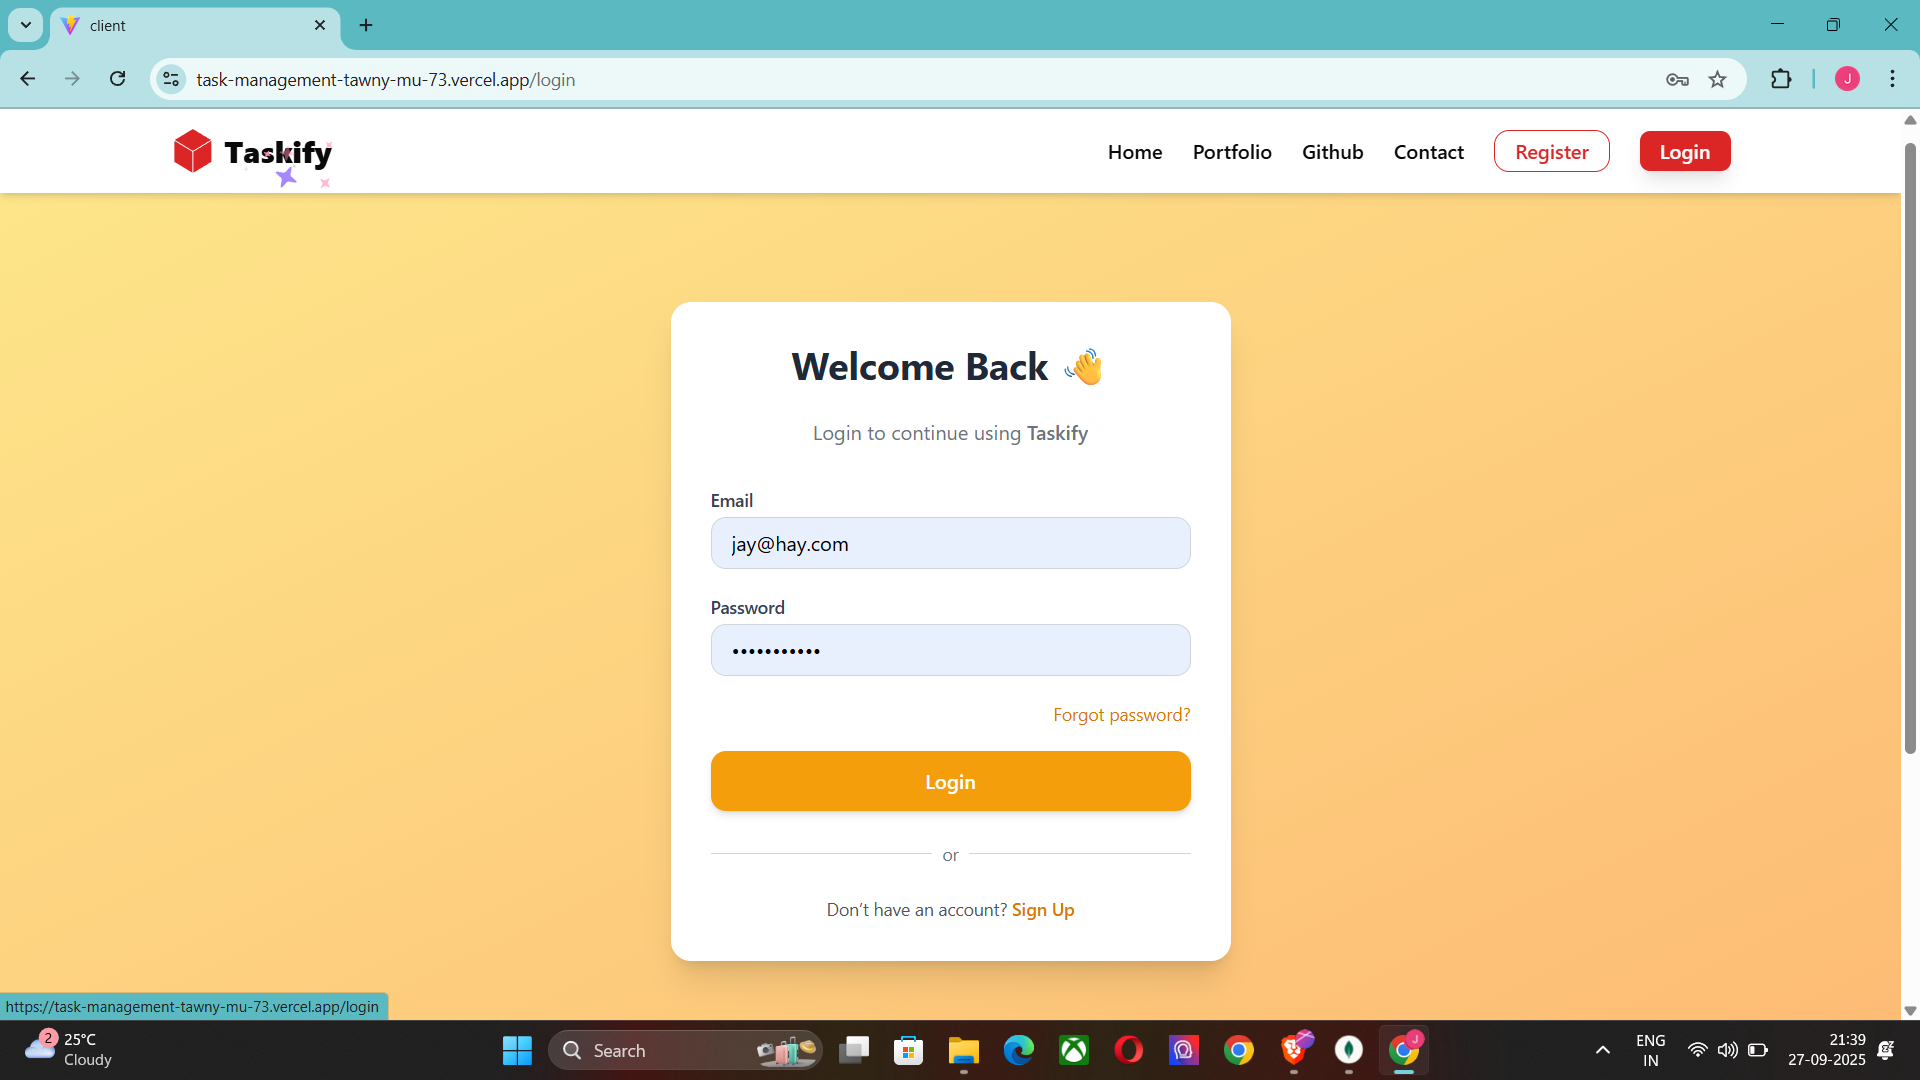 client
task-management-tawny-mu-73.vercel.app/login
J
Taskify
Home Portfolio Github Contact Register Login
Welcome Back
Login to continue using Taskify
Email
jay@hay.com
Password
•••••••••••
Forgot password?
Login
or
Don’t have an account? Sign Up
https://task-management-tawny-mu-73.vercel.app/login
2
25°C
Cloudy
Search
J
ENG
IN
21:39
27-09-2025